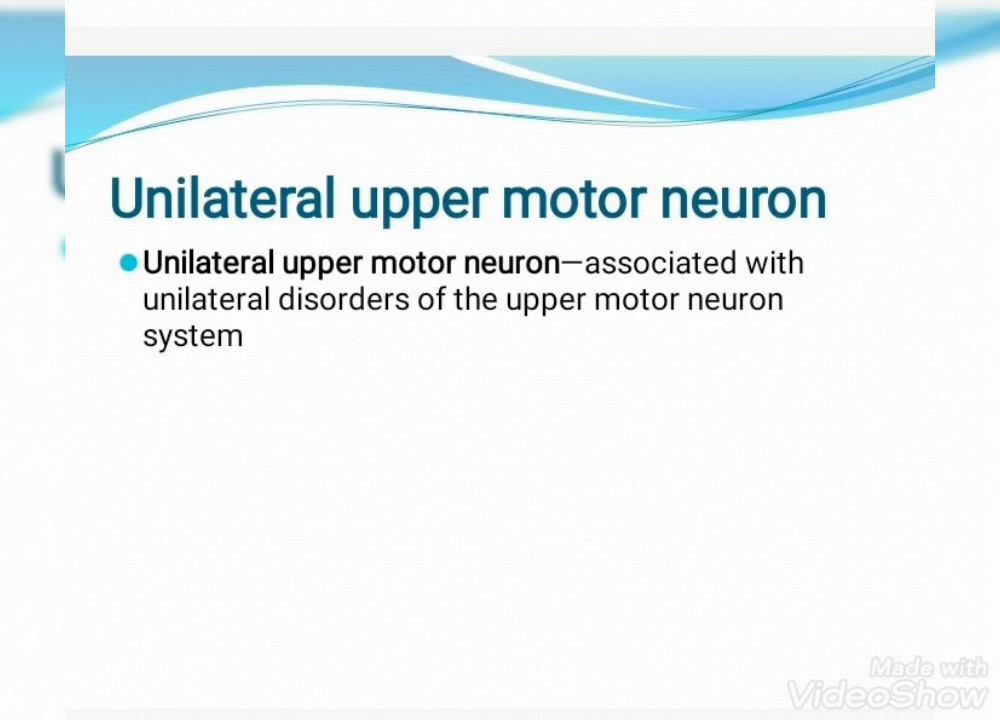 Unilateral upper motor neuron
Unilateral upper motor neuron—associated with
unilateral disorders of the upper motor neuron
system
Made with
VideoShow